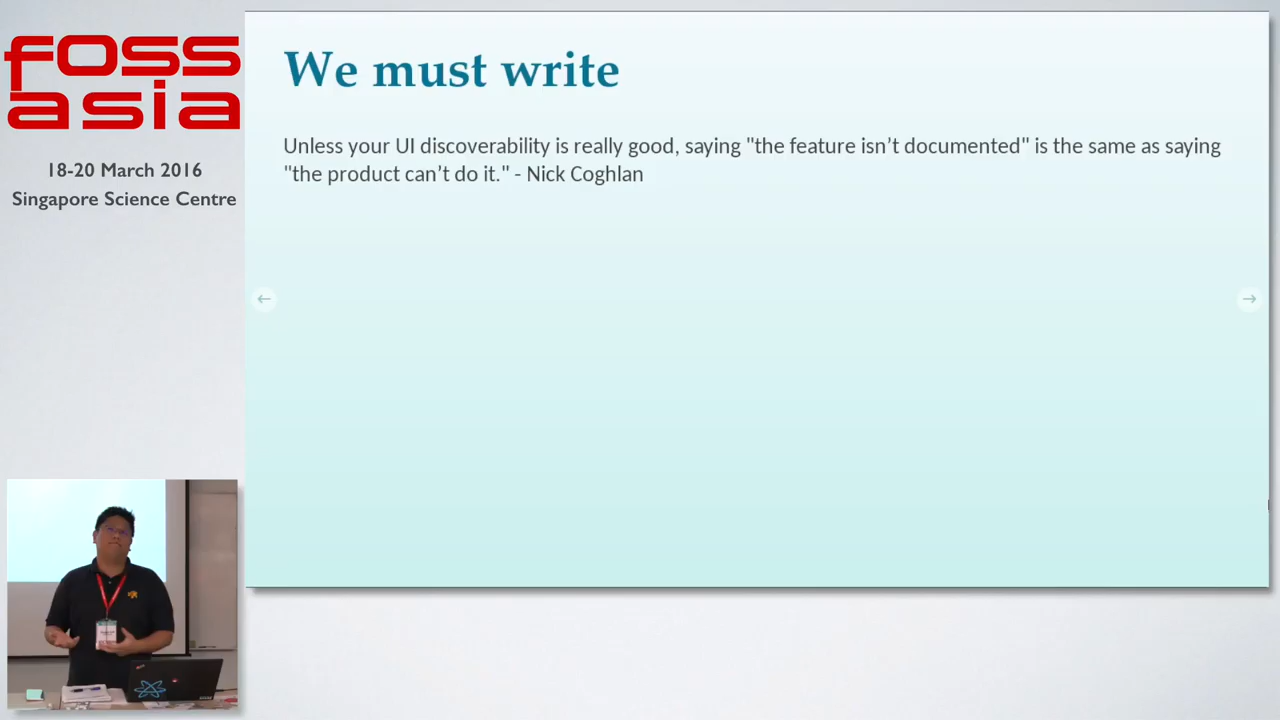 foss
asia
18-20 March 2016
Singapore Science Centre
We must write
Unless your UI discoverability is really good, saying "the feature isn’t documented" is the same as saying
"the product can’t do it." - Nick Coghlan